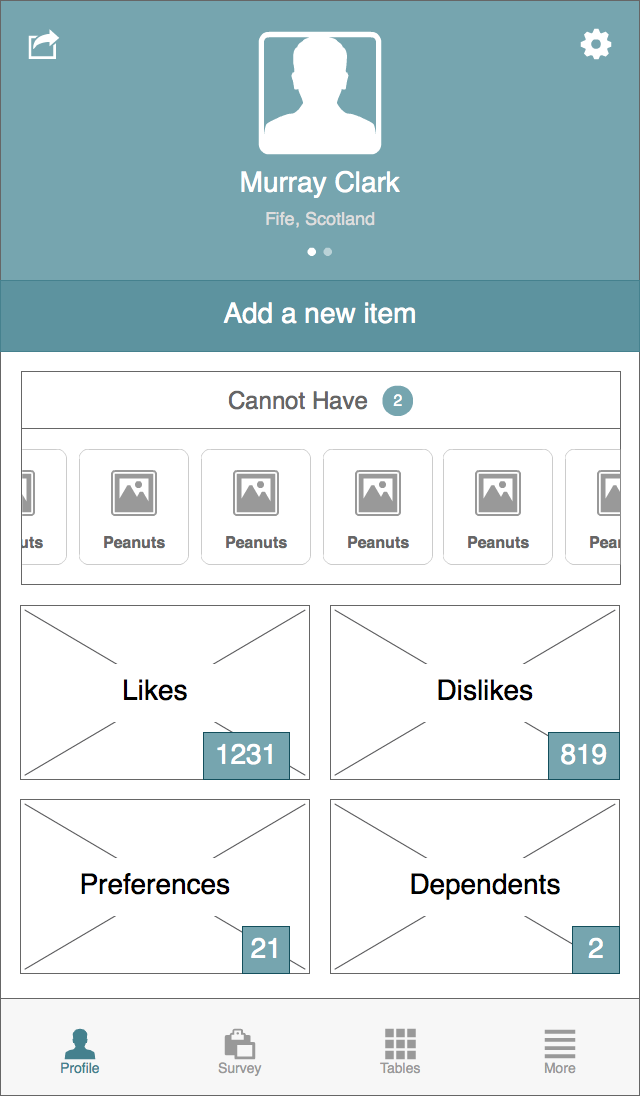 Murray Clark
Fife, Scotland
Add a new item
Cannot Have 2
uts Peanuts Peanuts Peanuts Peanuts Pear
Likes
1231
Dislikes
819
Preferences
21
Dependents
2
Profile Survey Tables More